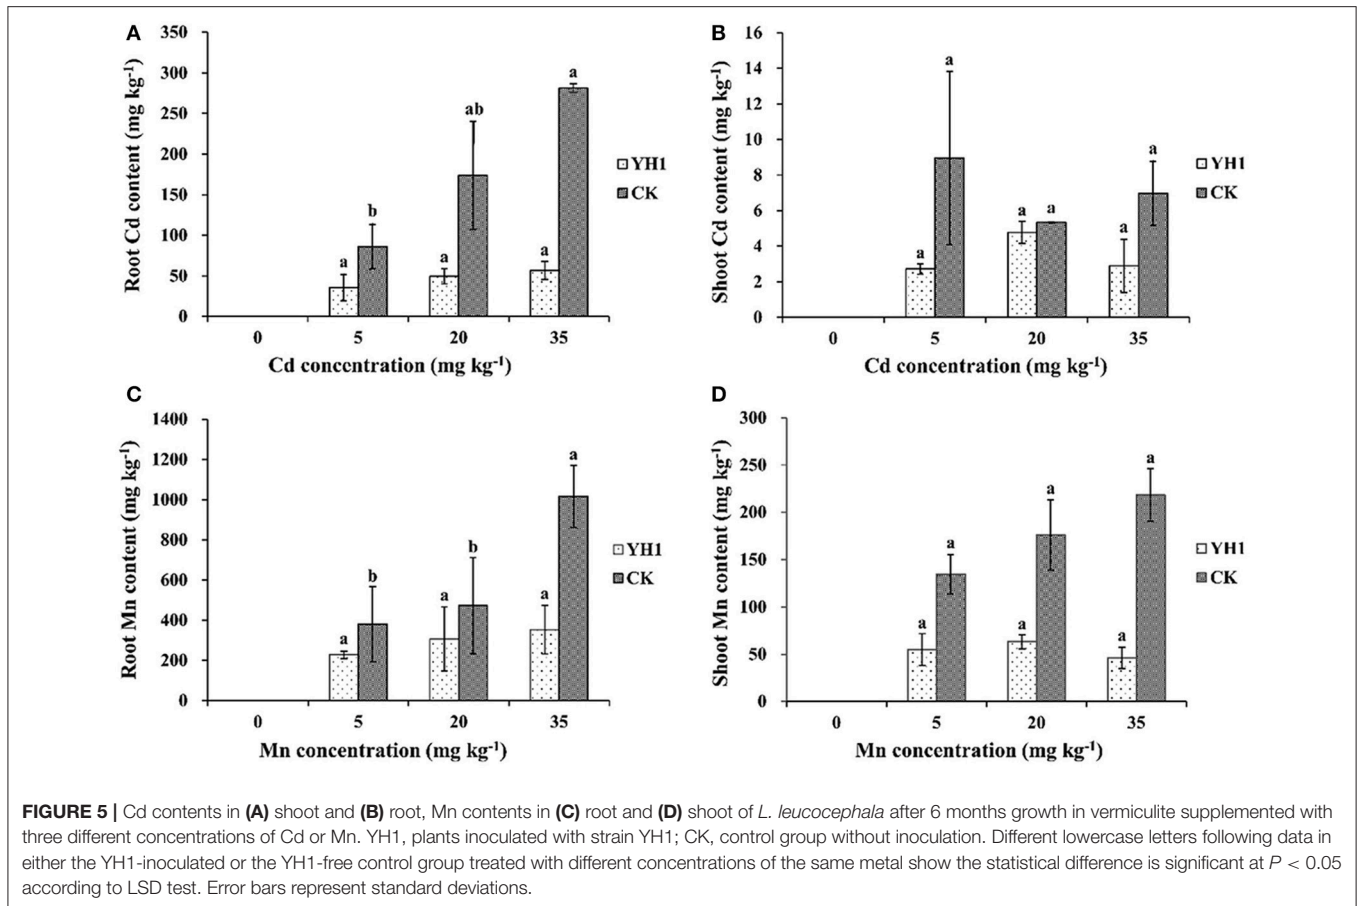 A
B
350
300
250
200
150
100
50
0
Root Cd content (mg kg-1)
a
b
a
ab
a
a
YH1
CK
0 5 20 35
Cd concentration (mg kg-1)
16
14
12
10
8
6
4
2
0
Shoot Cd content (mg kg-1)
a
a
a
a
a
a
YH1
CK
0 5 20 35
Cd concentration (mg kg-1)
C
D
1400
1200
1000
800
600
400
200
0
Root Mn content (mg kg-1)
a
b
a
b
a
a
YH1
CK
0 5 20 35
Mn concentration (mg kg-1)
300
250
200
150
100
50
0
Shoot Mn content (mg kg-1)
a
a
a
a
a
a
YH1
CK
0 5 20 35
Mn concentration (mg kg-1)
FIGURE 5 | Cd contents in (A) shoot and (B) root, Mn contents in (C) root and (D) shoot of L. leucocephala after 6 months growth in vermiculite supplemented with
three different concentrations of Cd or Mn. YH1, plants inoculated with strain YH1; CK, control group without inoculation. Different lowercase letters following data in
either the YH1-inoculated or the YH1-free control group treated with different concentrations of the same metal show the statistical difference is significant at P < 0.05
according to LSD test. Error bars represent standard deviations.